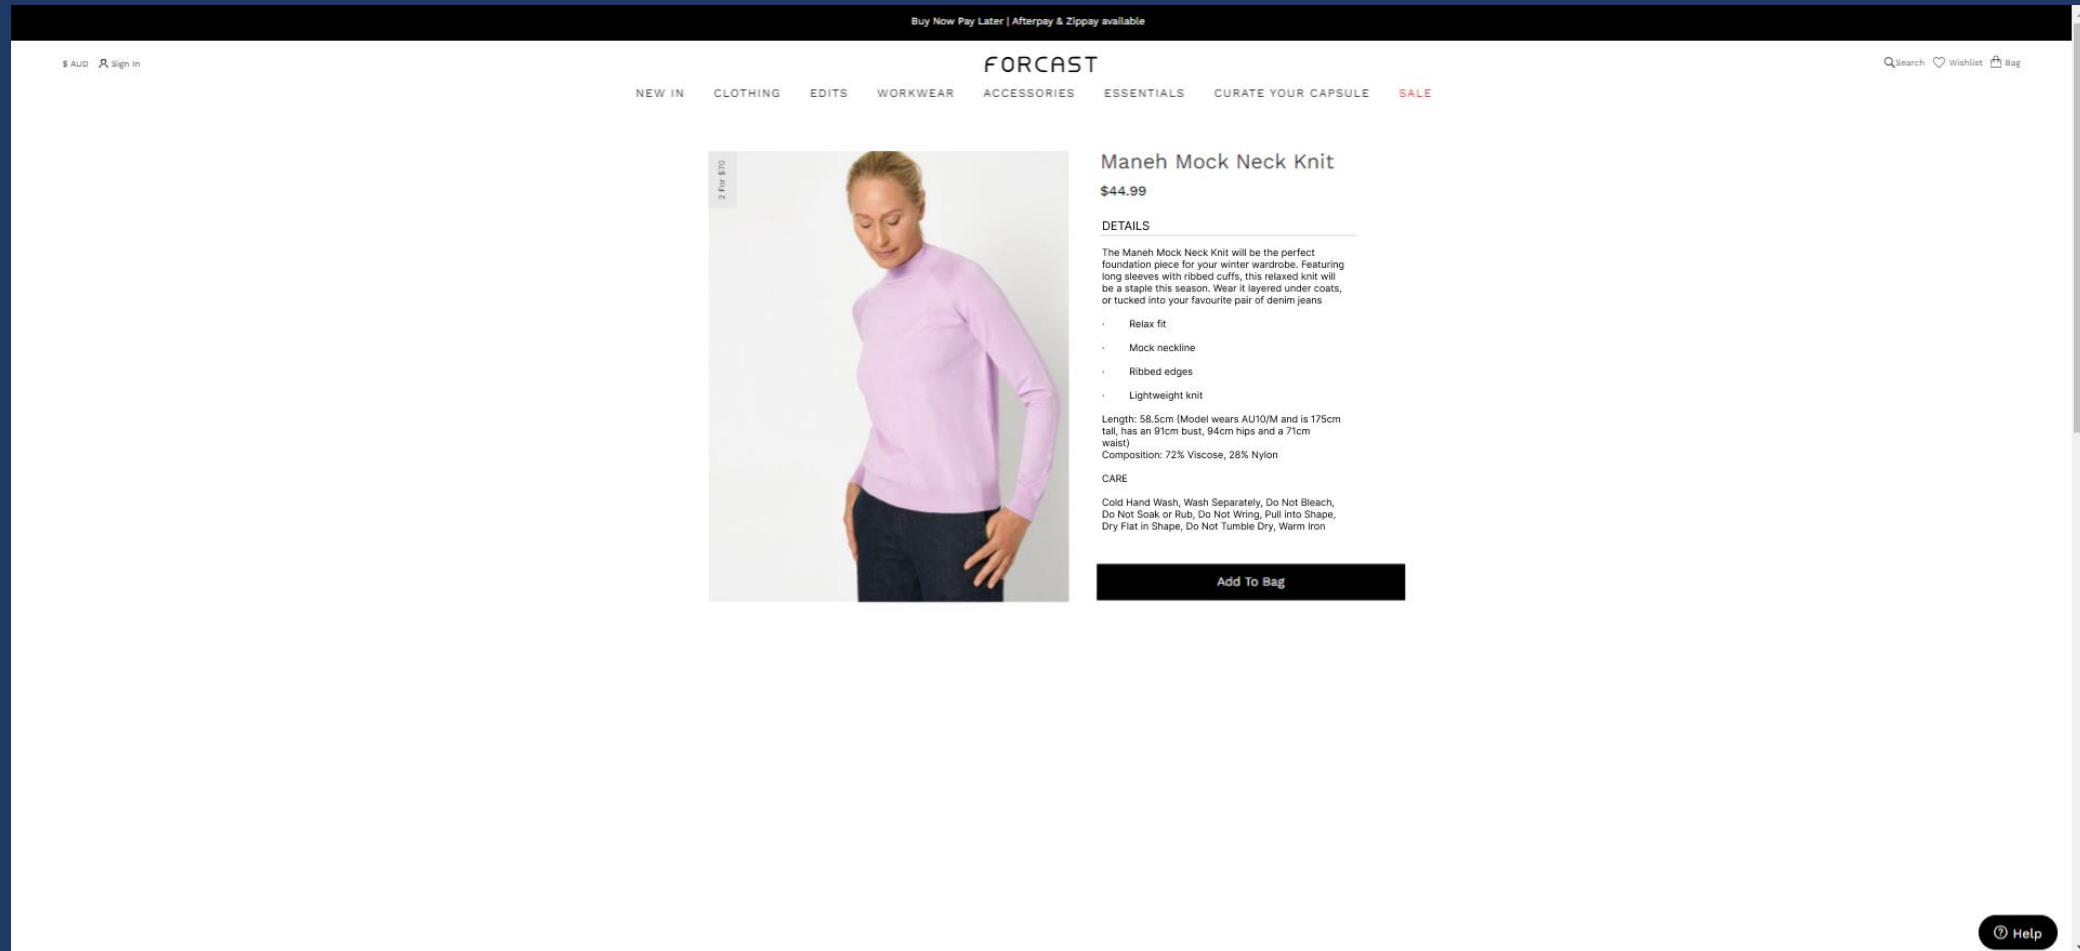 Buy Now Pay Later | Afterpay & Zippay available
$ AUD Sign In
FORCAST
Search Wishlist Bag
NEW IN CLOTHING EDITS WORKWEAR ACCESSORIES ESSENTIALS CURATE YOUR CAPSULE SALE
2 For $70
Maneh Mock Neck Knit
$44.99
DETAILS
The Maneh Mock Neck Knit will be the perfect
foundation piece for your winter wardrobe. Featuring
long sleeves with ribbed cuffs, this relaxed knit will
be a staple this season. Wear it layered under coats,
or tucked into your favourite pair of denim jeans
· Relax fit
· Mock neckline
· Ribbed edges
· Lightweight knit
Length: 58.5cm (Model wears AU10/M and is 175cm
tall, has an 91cm bust, 94cm hips and a 71cm
waist)
Composition: 72% Viscose, 28% Nylon
CARE
Cold Hand Wash, Wash Separately, Do Not Bleach,
Do Not Soak or Rub, Do Not Wring, Pull into Shape,
Dry Flat in Shape, Do Not Tumble Dry, Warm Iron
Add To Bag
Help